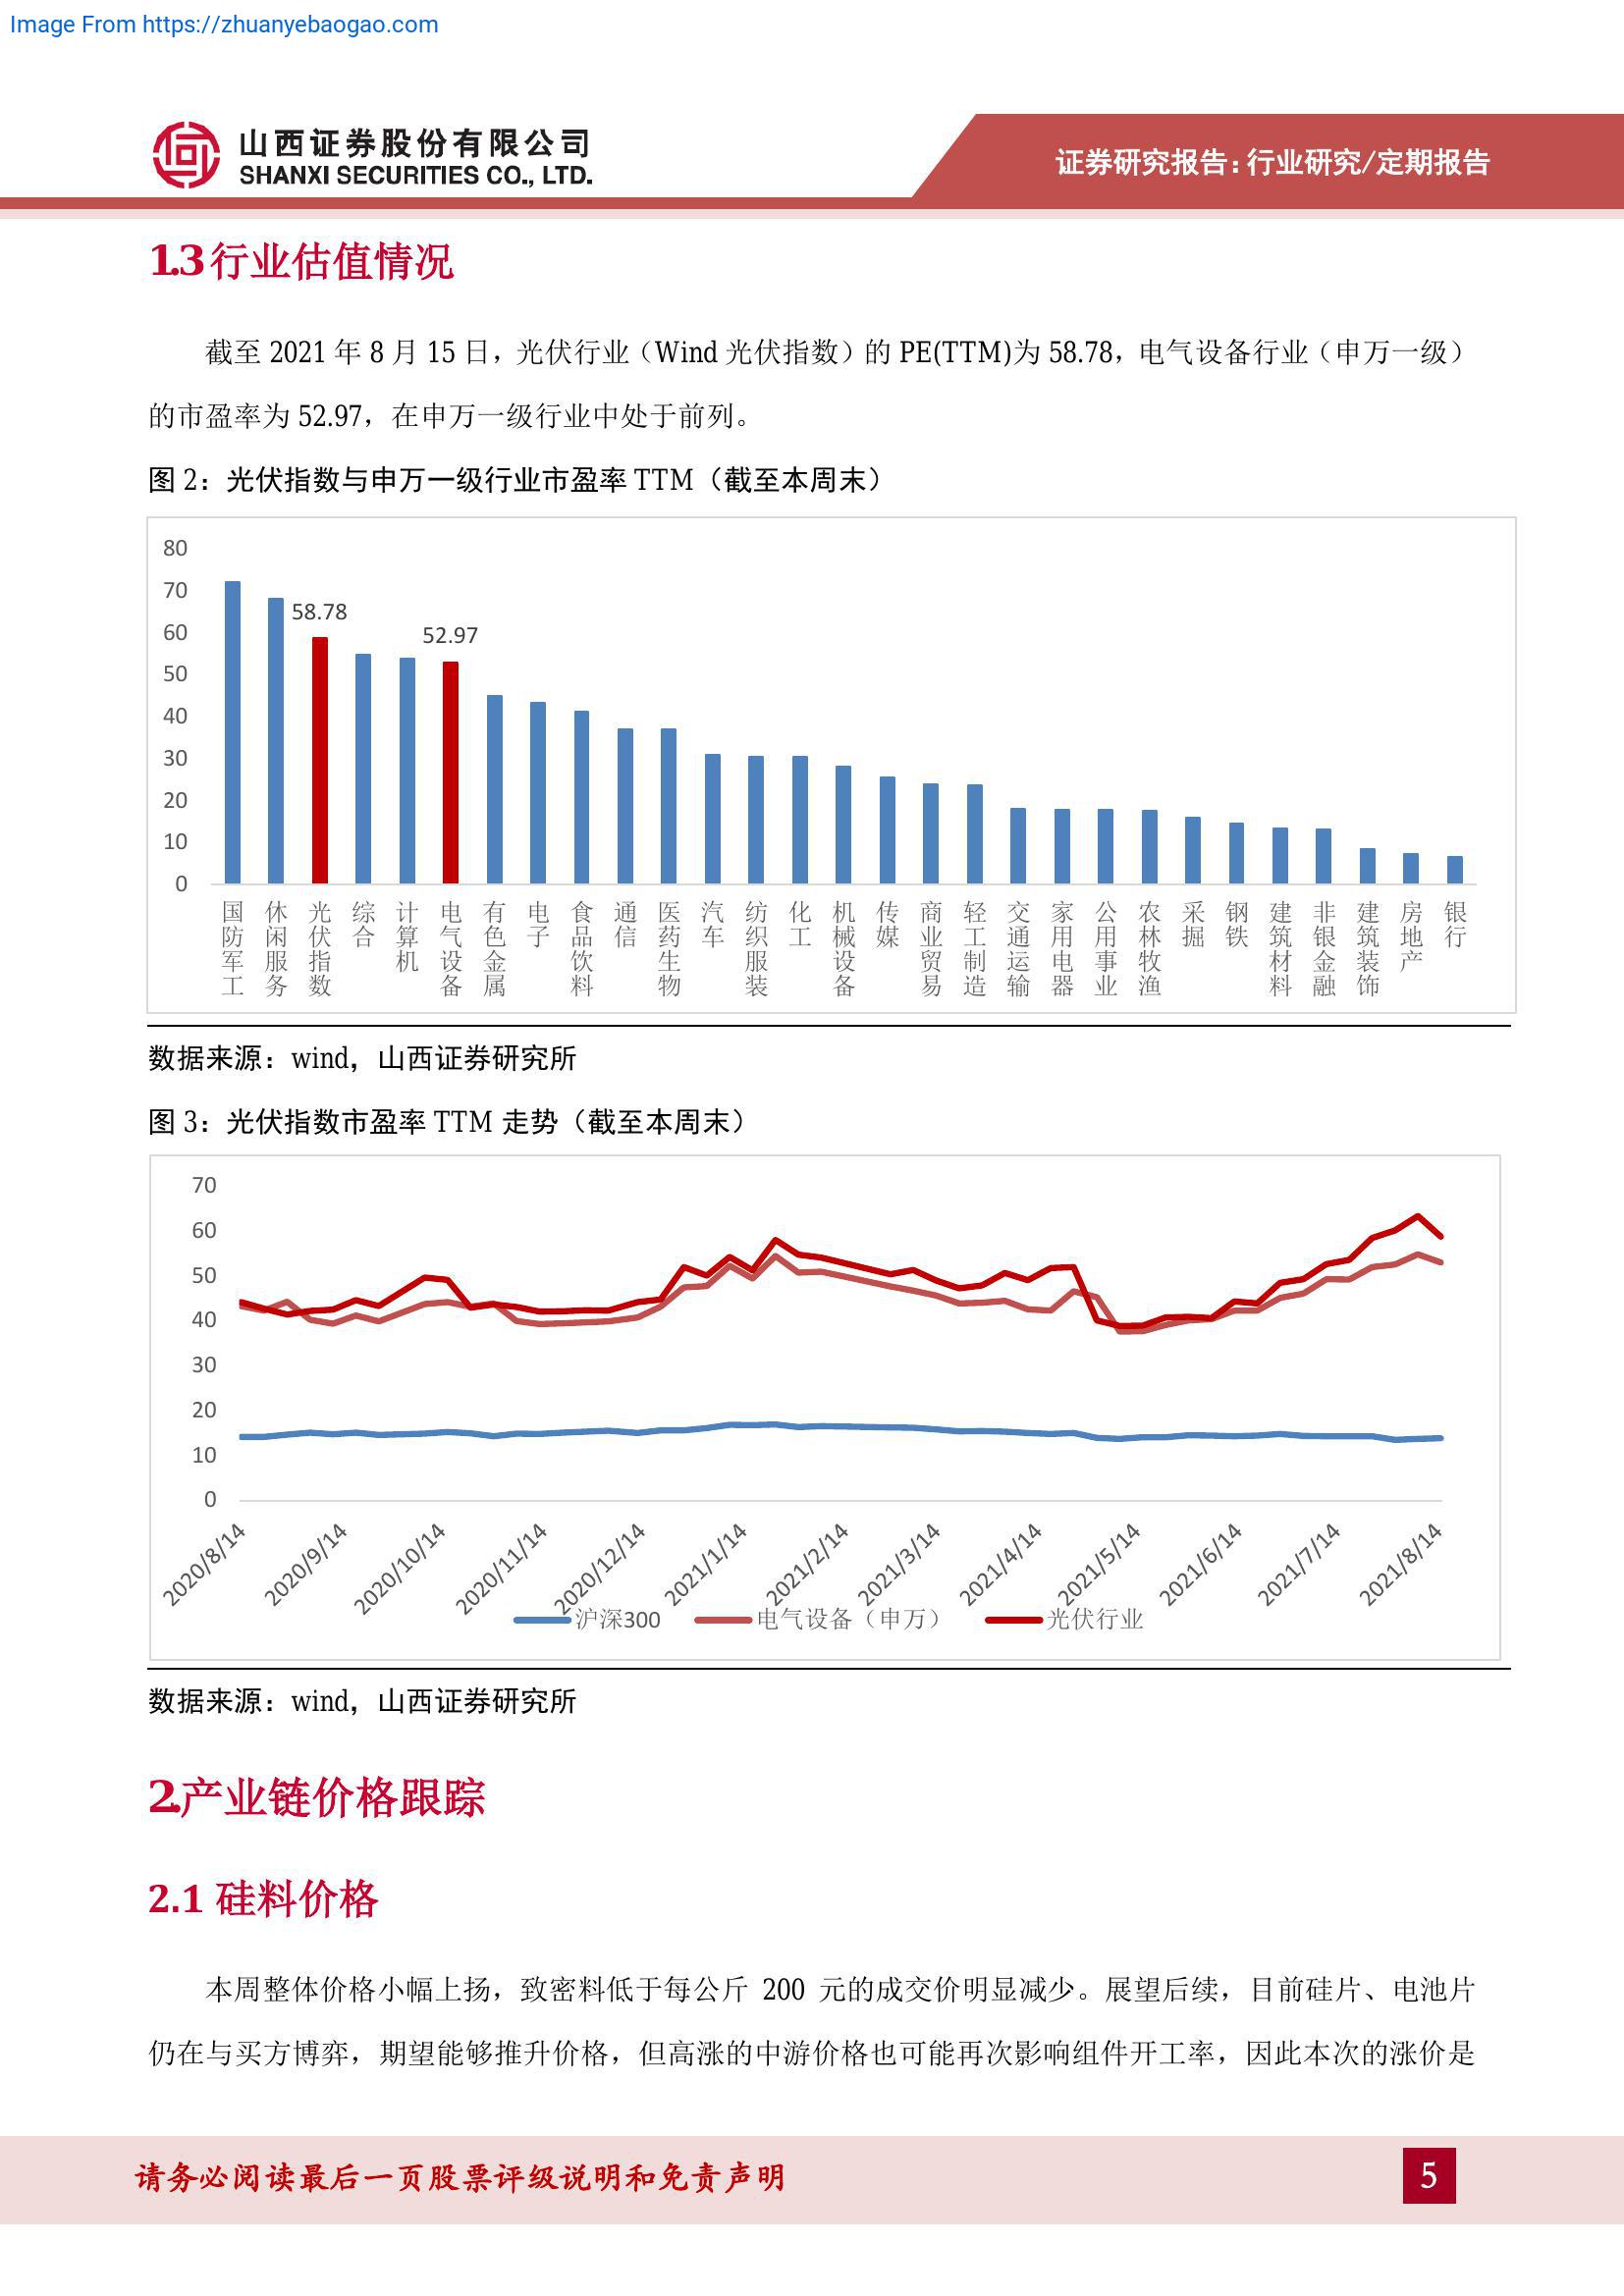 Image From https://zhuanyebaogao.com
山西证券股份有限公司
SHANXI SECURITIES CO., LTD.
证券研究报告：行业研究/定期报告
1.3 行业估值情况
截至 2021 年 8 月 15 日，光伏行业（Wind 光伏指数）的 PE(TTM)为 58.78，电气设备行业（申万一级）
的市盈率为 52.97，在申万一级行业中处于前列。
图 2：光伏指数与申万一级行业市盈率 TTM（截至本周末）
80
70
60
50
40
30
20
10
0
58.78
52.97
国防军工
休闲服务
光伏指数
综合
计算机
电气设备
有色金属
电子
食品饮料
通信
医药生物
汽车
纺织服装
化工
机械设备
传媒
商业贸易
轻工制造
交通运输
家用电器
公用事业
农林牧渔
采掘
钢铁
建筑材料
非银金融
建筑装饰
房地产
银行
数据来源：wind，山西证券研究所
图 3：光伏指数市盈率 TTM 走势（截至本周末）
70
60
50
40
30
20
10
0
2020/8/14
2020/9/14
2020/10/14
2020/11/14
2020/12/14
2021/1/14
2021/2/14
2021/3/14
2021/4/14
2021/5/14
2021/6/14
2021/7/14
2021/8/14
沪深300
电气设备（申万）
光伏行业
数据来源：wind，山西证券研究所
2.产业链价格跟踪
2.1 硅料价格
本周整体价格小幅上扬，致密料低于每公斤 200 元的成交价明显减少。展望后续，目前硅片、电池片
仍在与买方博弈，期望能够推升价格，但高涨的中游价格也可能再次影响组件开工率，因此本次的涨价是
请务必阅读最后一页股票评级说明和免责声明
5